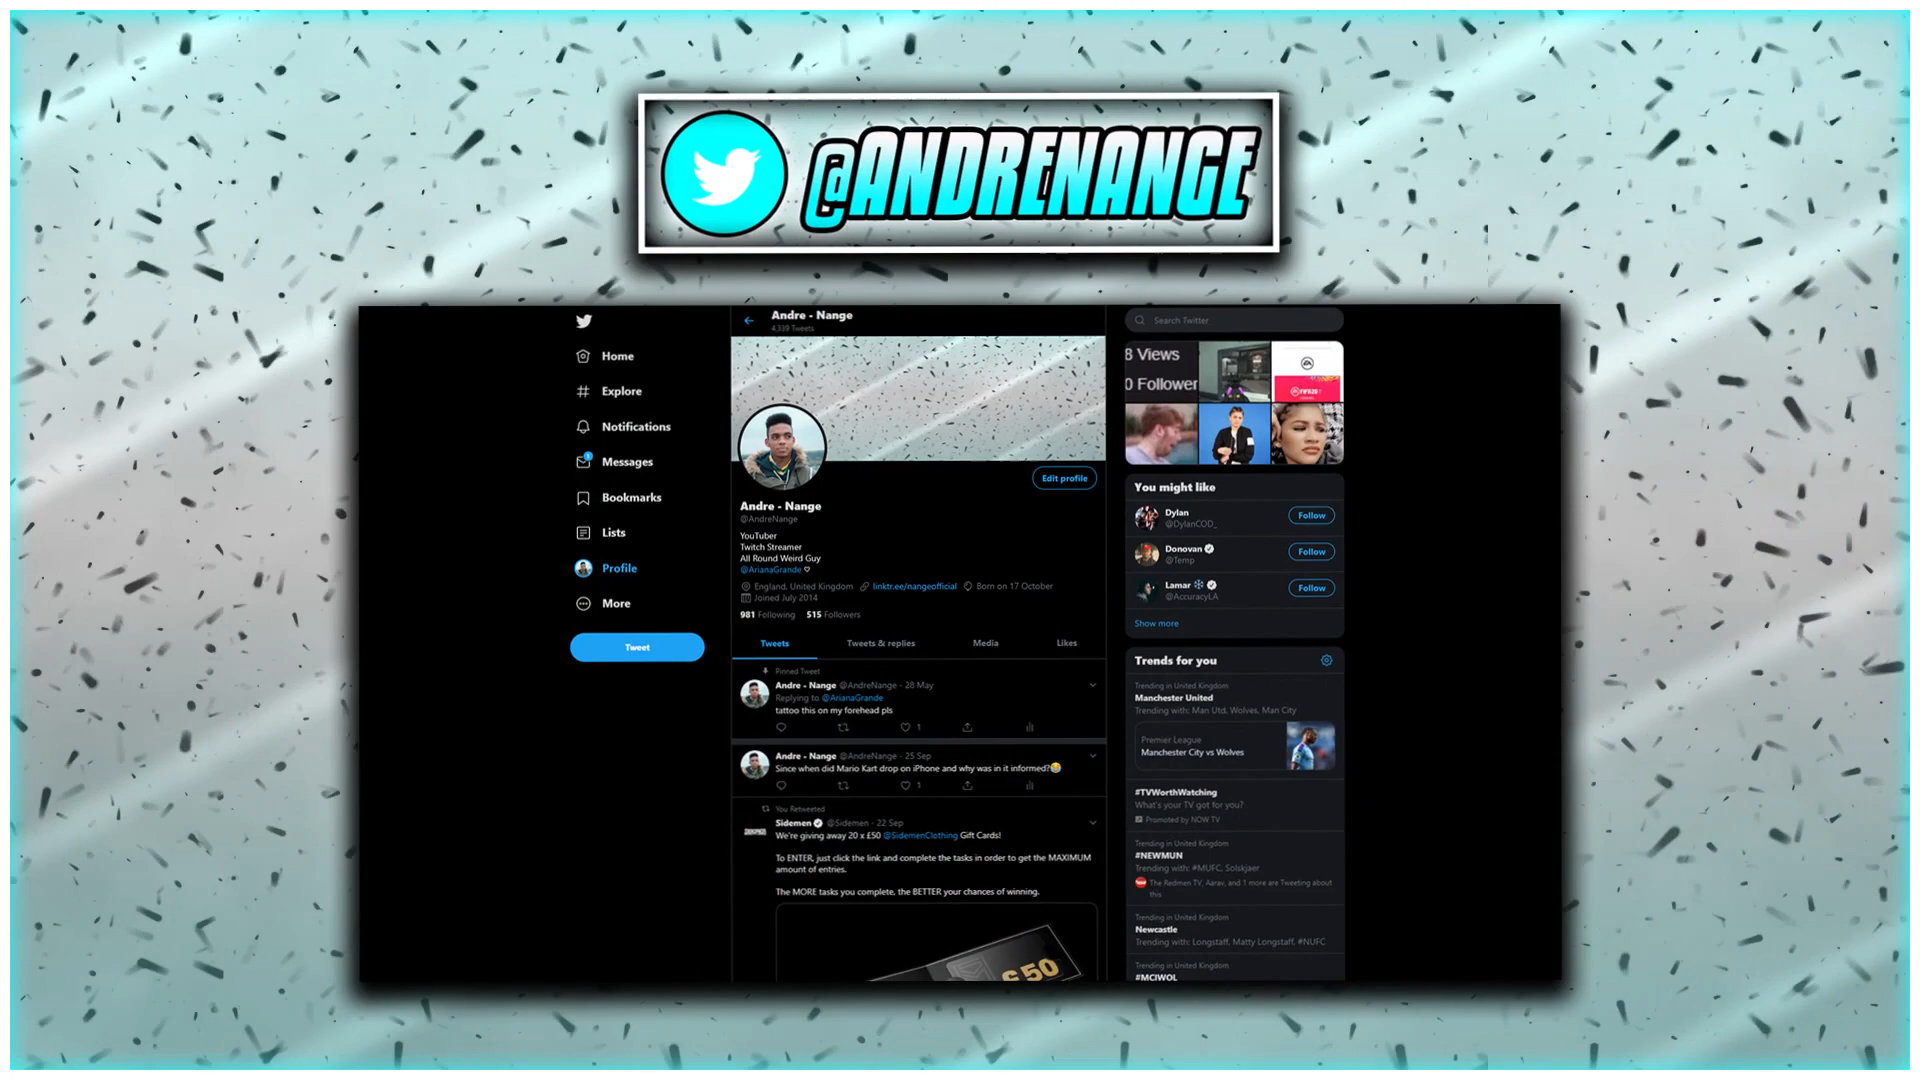 @ANDRENANGE
Home
Explore
Notifications
1
Messages
Bookmarks
Lists
Profile
More
Tweet
Andre - Nange
4,339 Tweets
Edit profile
Andre - Nange
@AndreNange
YouTuber
Twitch Streamer
All Round Weird Guy
@ArianaGrande ♡
England, United Kingdom linktr.ee/nangeofficial Born on 17 October
Joined July 2014
981 Following 515 Followers
Tweets Tweets & replies Media Likes
Pinned Tweet
Andre - Nange @AndreNange · 28 May
Replying to @ArianaGrande
tattoo this on my forehead pls
1
Andre - Nange @AndreNange · 25 Sep
Since when did Mario Kart drop on iPhone and why was in it informed?😭
1
You Retweeted
Sidemen @Sidemen · 22 Sep
We're giving away 20 x £50 @SidemenClothing Gift Cards!
To ENTER, just click the link and complete the tasks in order to get the MAXIMUM
amount of entries.
The MORE tasks you complete, the BETTER your chances of winning.
£50
Search Twitter
8 Views
0 Follower
EA
FIFA20
You might like
Dylan
@DylanCOD_
Follow
Donovan
@Temp
Follow
Lamar ❄
@AccuracyLA
Follow
Show more
Trends for you
Trending in United Kingdom
Manchester United
Trending with: Man Utd, Wolves, Man City
Premier League
Manchester City vs Wolves
#TVWorthWatching
What's your TV got for you?
Promoted by NOW TV
Trending in United Kingdom
#NEWMUN
Trending with: #MUFC, Solskjaer
The Redmen TV, Aarav, and 1 more are Tweeting about
this
Trending in United Kingdom
Newcastle
Trending with: Longstaff, Matty Longstaff, #NUFC
Trending in United Kingdom
#MCIWOL